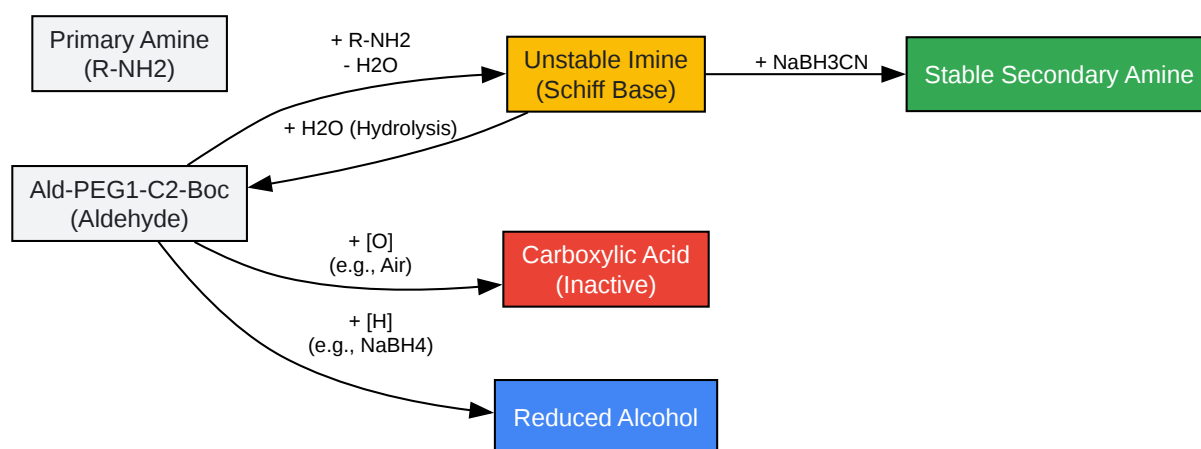 Primary Amine
(R-NH2)
+ R-NH2
- H2O
Unstable Imine
(Schiff Base)
+ NaBH3CN
Stable Secondary Amine
+ H2O (Hydrolysis)
Ald-PEG1-C2-Boc
(Aldehyde)
+ [O]
(e.g., Air)
Carboxylic Acid
(Inactive)
+ [H]
(e.g., NaBH4)
Reduced Alcohol